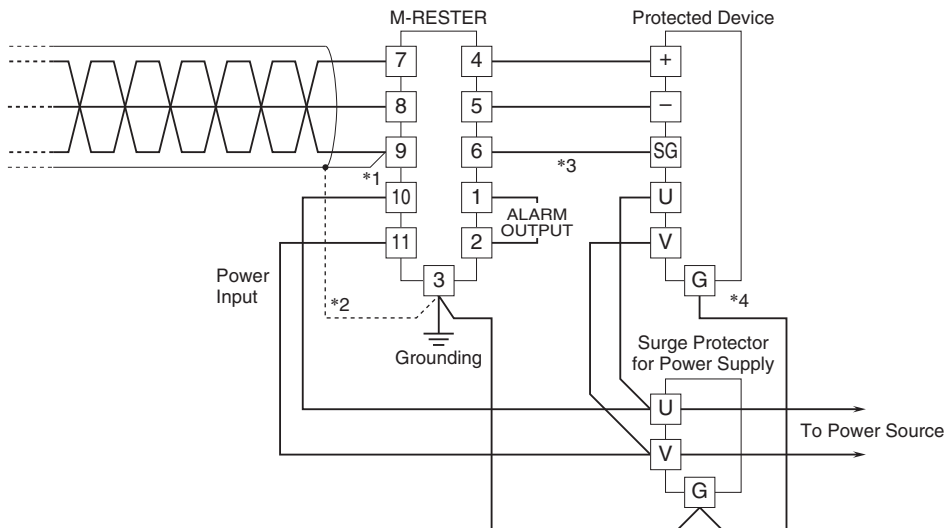 M-RESTER
Protected Device
7
4
+
8
5
−
9
6
SG
*1
*3
10
1
U
ALARM
OUTPUT
11
2
V
Power
Input
3
G
*2
*4
Grounding
Surge Protector
for Power Supply
U
To Power Source
V
G